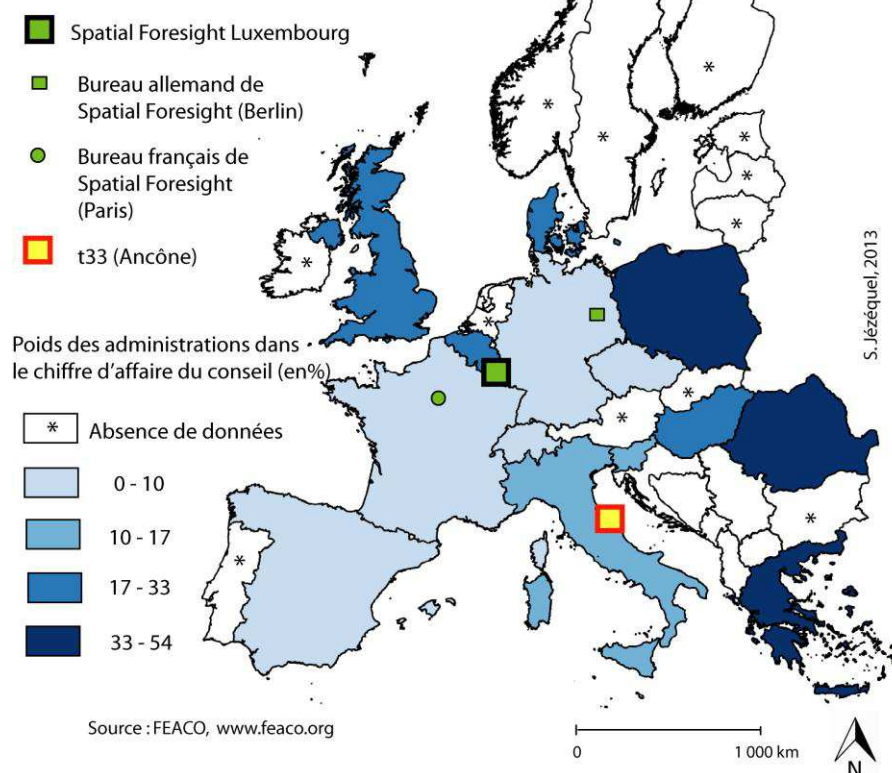 Spatial Foresight Luxembourg
Bureau allemand de
Spatial Foresight (Berlin)
Bureau français de
Spatial Foresight
(Paris)
t33 (Ancône)
Poids des administrations dans
le chiffre d'affaire du conseil (en%)
* Absence de données
0 - 10
10 - 17
17 - 33
33 - 54
Source : FEACO, www.feaco.org
0 1 000 km
N
S. Jézéquel, 2013